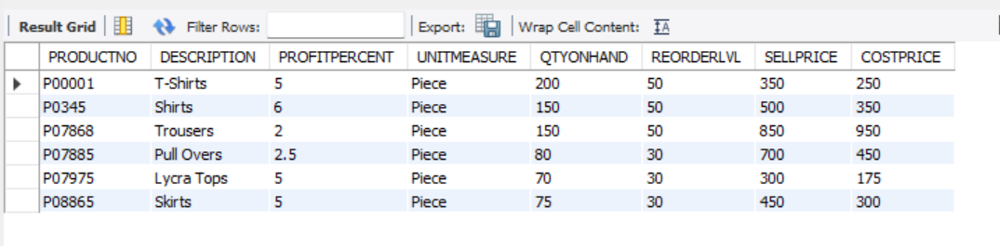 Result Grid Filter Rows: Export: Wrap Cell Content:
PRODUCTNO DESCRIPTION PROFITPERCENT UNITMEASURE QTYONHAND REORDERLVL SELLPRICE COSTPRICE
P00001 T-Shirts 5 Piece 200 50 350 250
P0345 Shirts 6 Piece 150 50 500 350
P07868 Trousers 2 Piece 150 50 850 950
P07885 Pull Overs 2.5 Piece 80 30 700 450
P07975 Lycra Tops 5 Piece 70 30 300 175
P08865 Skirts 5 Piece 75 30 450 300